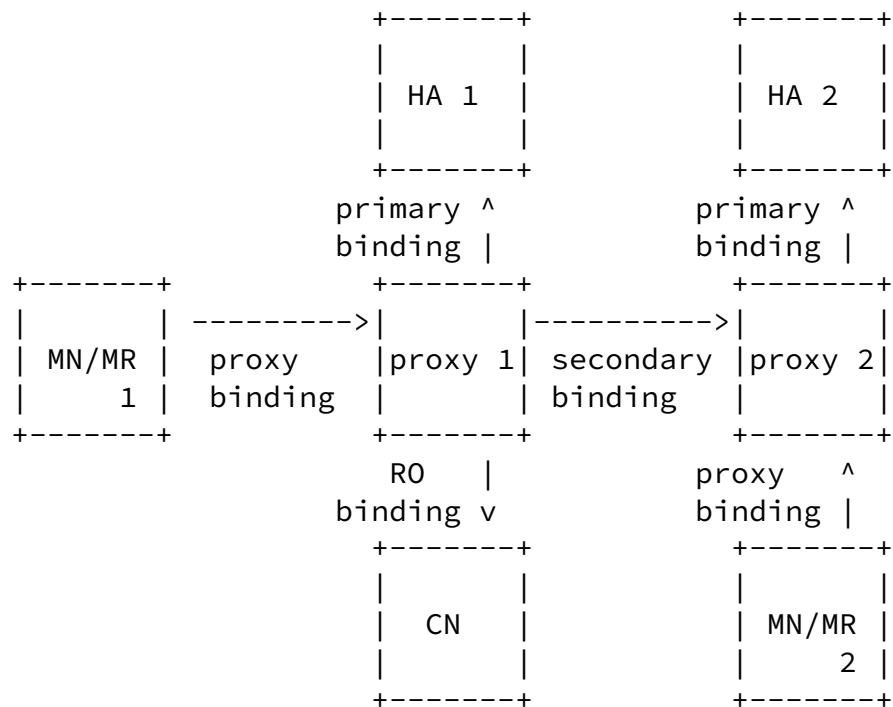 +-------+          +-------+
|       |          |       |
| HA 1  |          | HA 2  |
|       |          |       |
+-------+          +-------+
primary ^          primary ^
binding |          binding |
+-------+          +-------+          +-------+
|       | --------->|       |---------->|       |
| MN/MR |  proxy   |proxy 1| secondary |proxy 2|
|     1 |  binding |       | binding   |       |
+-------+          +-------+          +-------+
RO   |          proxy   ^
binding v          binding |
+-------+          +-------+
|       |          |       |
|  CN   |          | MN/MR |
|       |          |     2 |
+-------+          +-------+